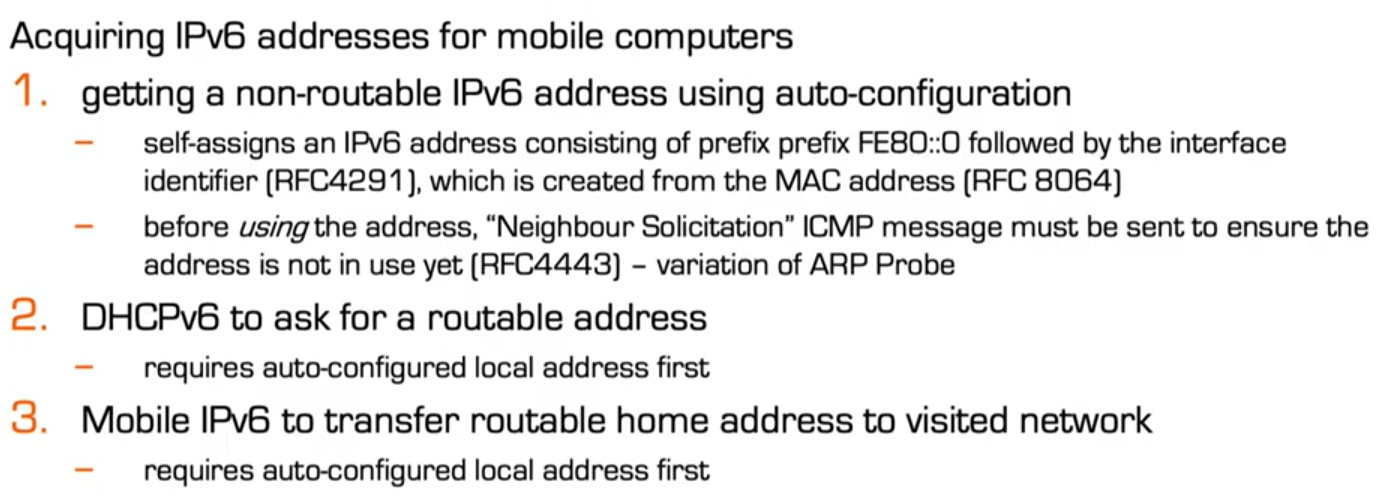 Acquiring IPv6 addresses for mobile computers
1. getting a non-routable IPv6 address using auto-configuration
– self-assigns an IPv6 address consisting of prefix prefix FE80::0 followed by the interface
identifier (RFC4291), which is created from the MAC address (RFC 8064)
– before using the address, “Neighbour Solicitation” ICMP message must be sent to ensure the
address is not in use yet (RFC4443) – variation of ARP Probe
2. DHCPv6 to ask for a routable address
– requires auto-configured local address first
3. Mobile IPv6 to transfer routable home address to visited network
– requires auto-configured local address first